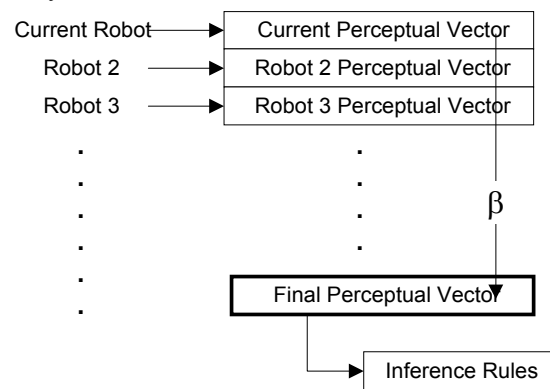 Current Robot Current Perceptual Vector
Robot 2 Robot 2 Perceptual Vector
Robot 3 Robot 3 Perceptual Vector
. .
. .
. .
. .
.
.
β
Final Perceptual Vector
Inference Rules